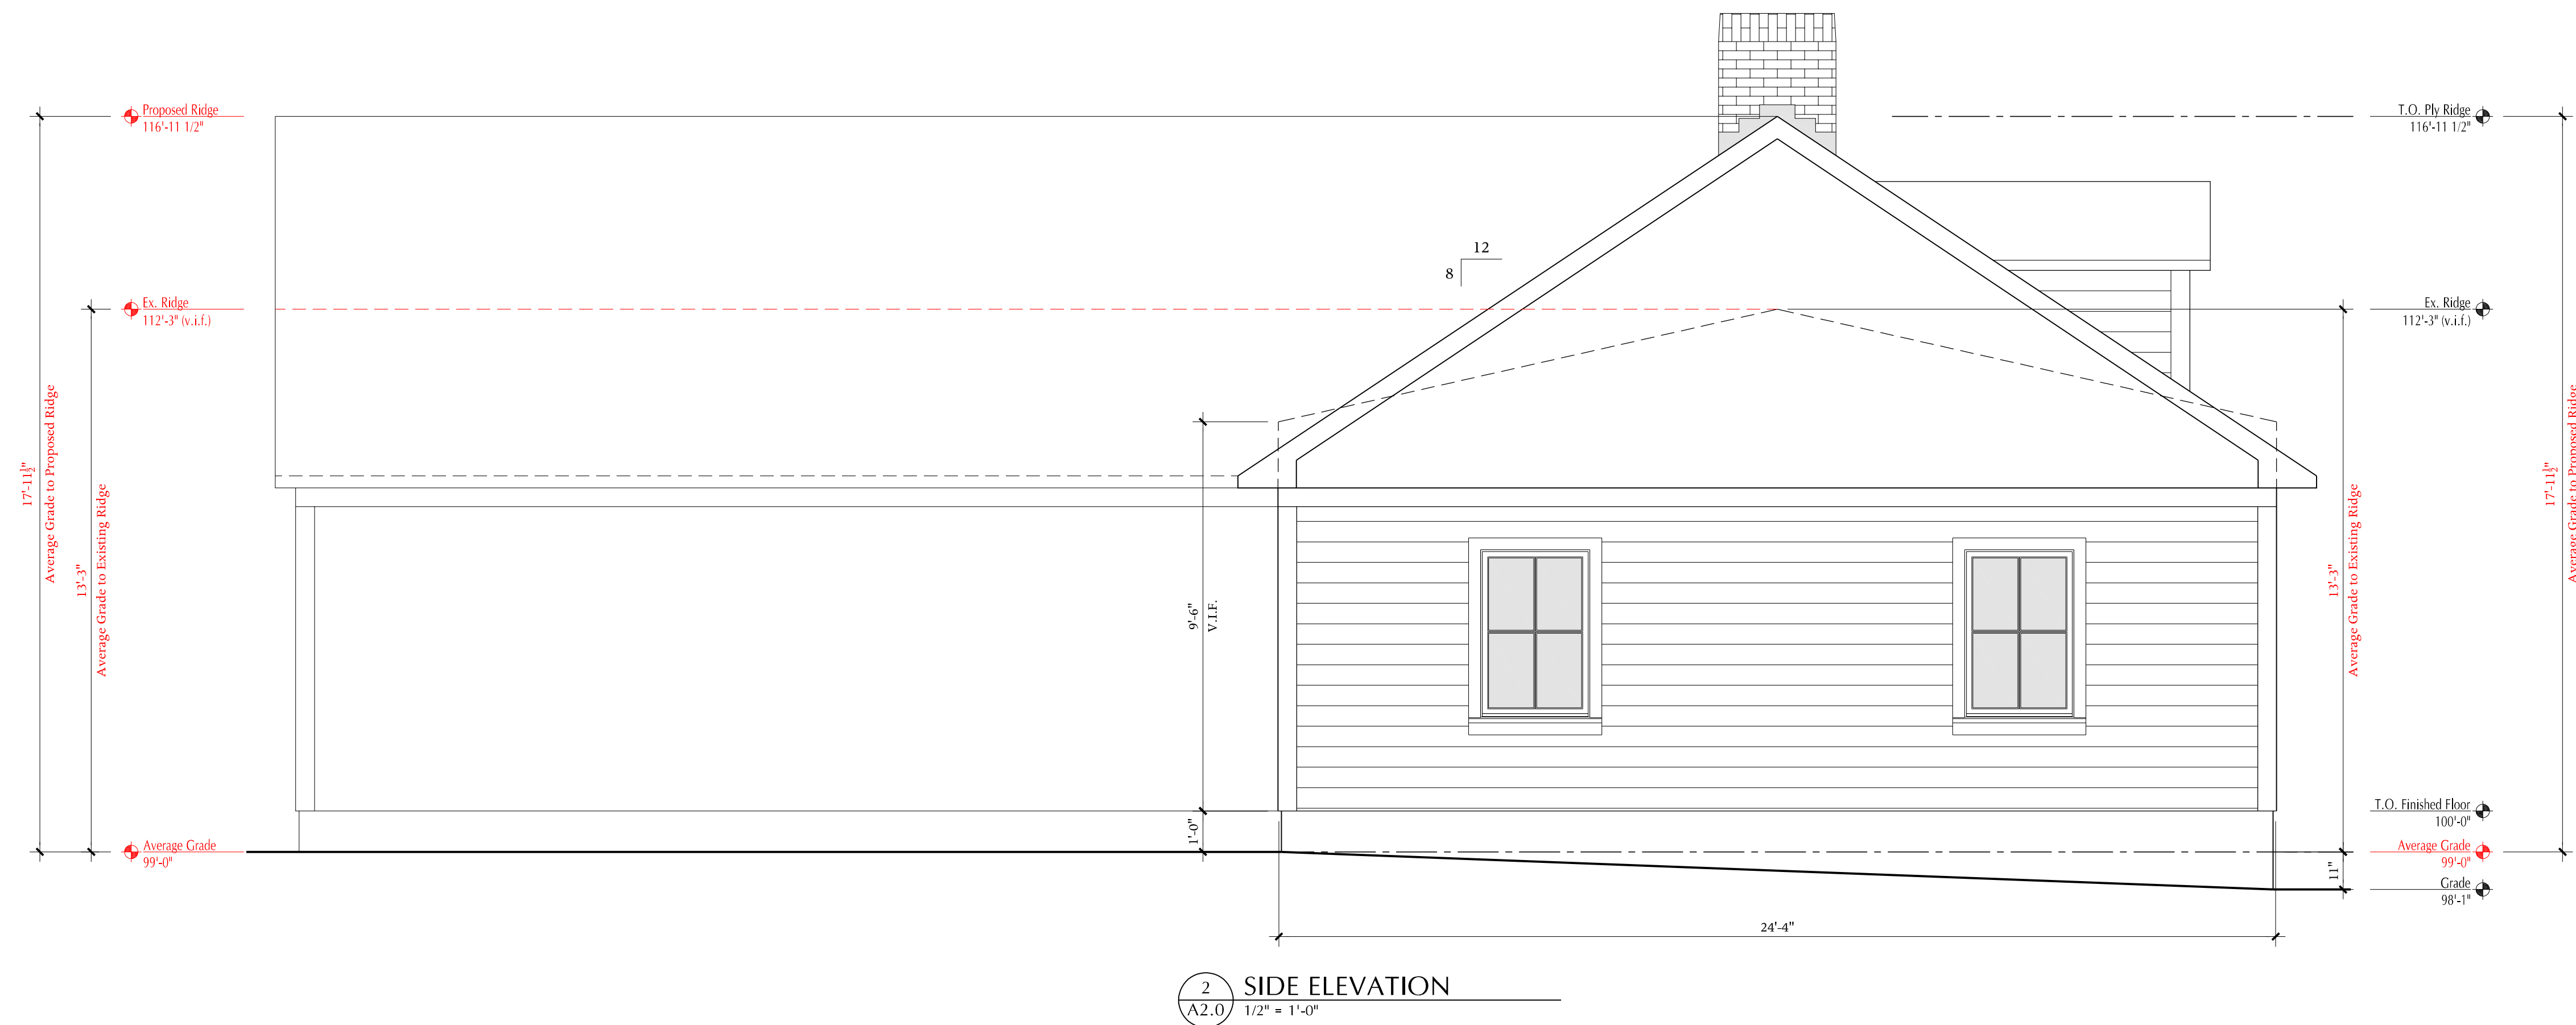 Proposed Ridge
116'-11 1/2"
T.O. Ply Ridge
116'-11 1/2"
12
8
Ex. Ridge
112'-3" (v.i.f.)
Ex. Ridge
112'-3" (v.i.f.)
17'-11½"
Average Grade to Proposed Ridge
13'-3"
Average Grade to Existing Ridge
9'-6"
V.I.F.
13'-3"
Average Grade to Existing Ridge
17'-11½"
Average Grade to Proposed Ridge
T.O. Finished Floor
100'-0"
1'-0"
Average Grade
99'-0"
Average Grade
99'-0"
11"
Grade
98'-1"
24'-4"
2
A2.0
SIDE ELEVATION
1/2" = 1'-0"